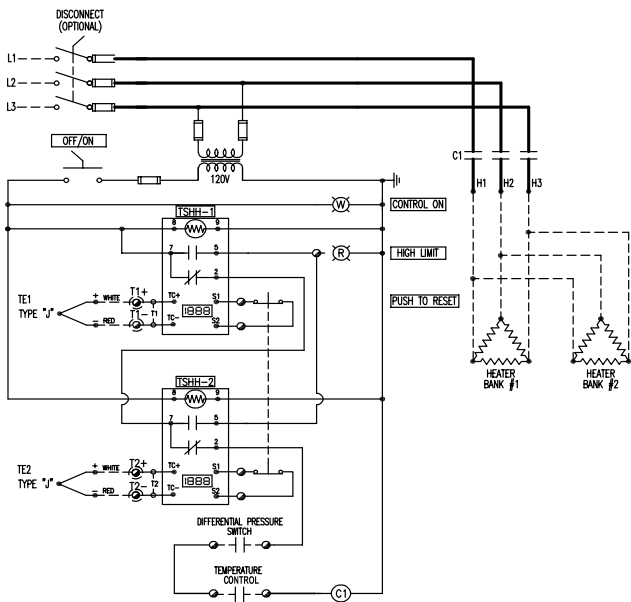 DISCONNECT
(OPTIONAL)
L1
L2
L3
OFF/ON
120V
C1
H1 H2 H3
W CONTROL ON
TSHH-1
8 9
7 5
R HIGH LIMIT
2
TE1
TYPE "J"
+ WHITE T1+ TC+ S1
T1 1888
- RED T1- TC- S2
PUSH TO RESET
HEATER
BANK #1
HEATER
BANK #2
TSHH-2
8 9
7 5
2
TE2
TYPE "J"
+ WHITE T2+ TC+ S1
T2 1888
- RED T2- TC- S2
DIFFERENTIAL PRESSURE
SWITCH
TEMPERATURE
CONTROL
C1